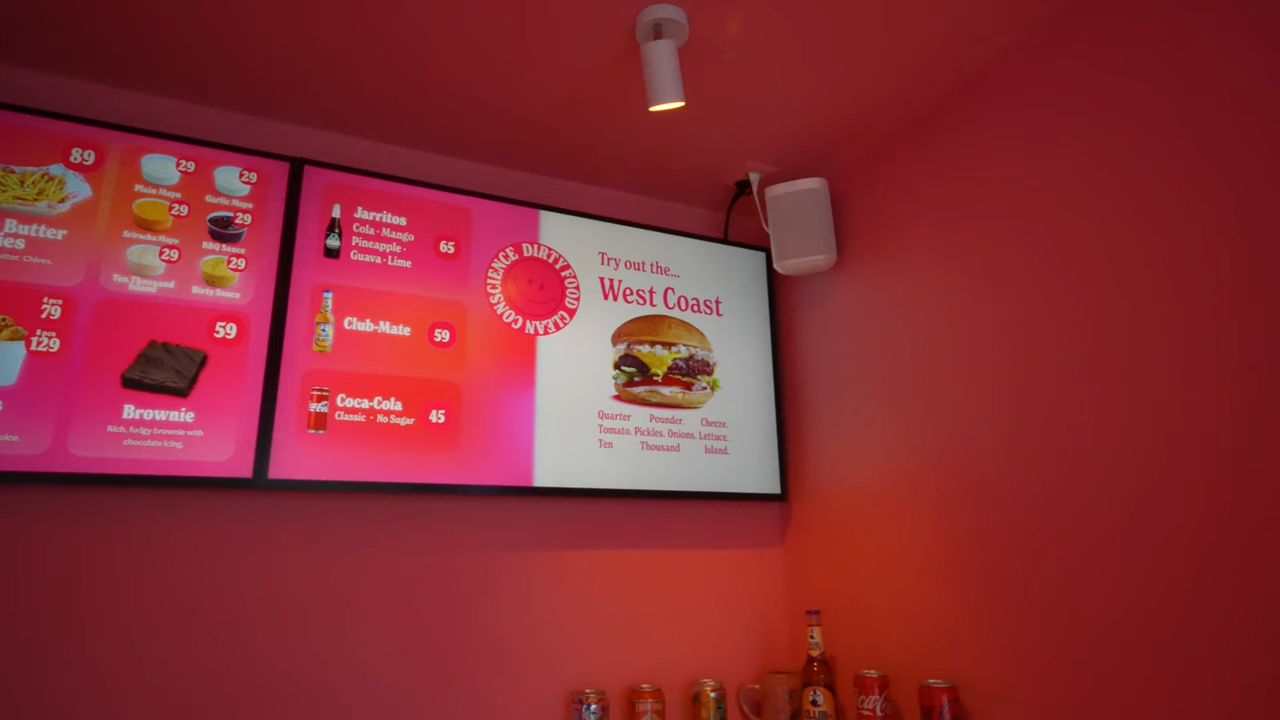 89
Butter
ies
utter. Chives.
29
Plain Mayo
29
Garlic Mayo
29
Sriracha Mayo
29
BBQ Sauce
29
Ten Thousand
Island
29
Dirty Sauce
4 pcs
79
8 pcs
129
59
Brownie
Rich, fudgy brownie with
chocolate icing.
Jarritos
Cola - Mango
Pineapple -
Guava - Lime
65
Club-Mate
59
Coca-Cola
Classic - No Sugar
45
DIRTY FOOD CLEAN CONSCIENCE
Try out the...
West Coast
Quarter Pounder. Cheeze.
Tomato. Pickles. Onions. Lettuce.
Ten Thousand Island.